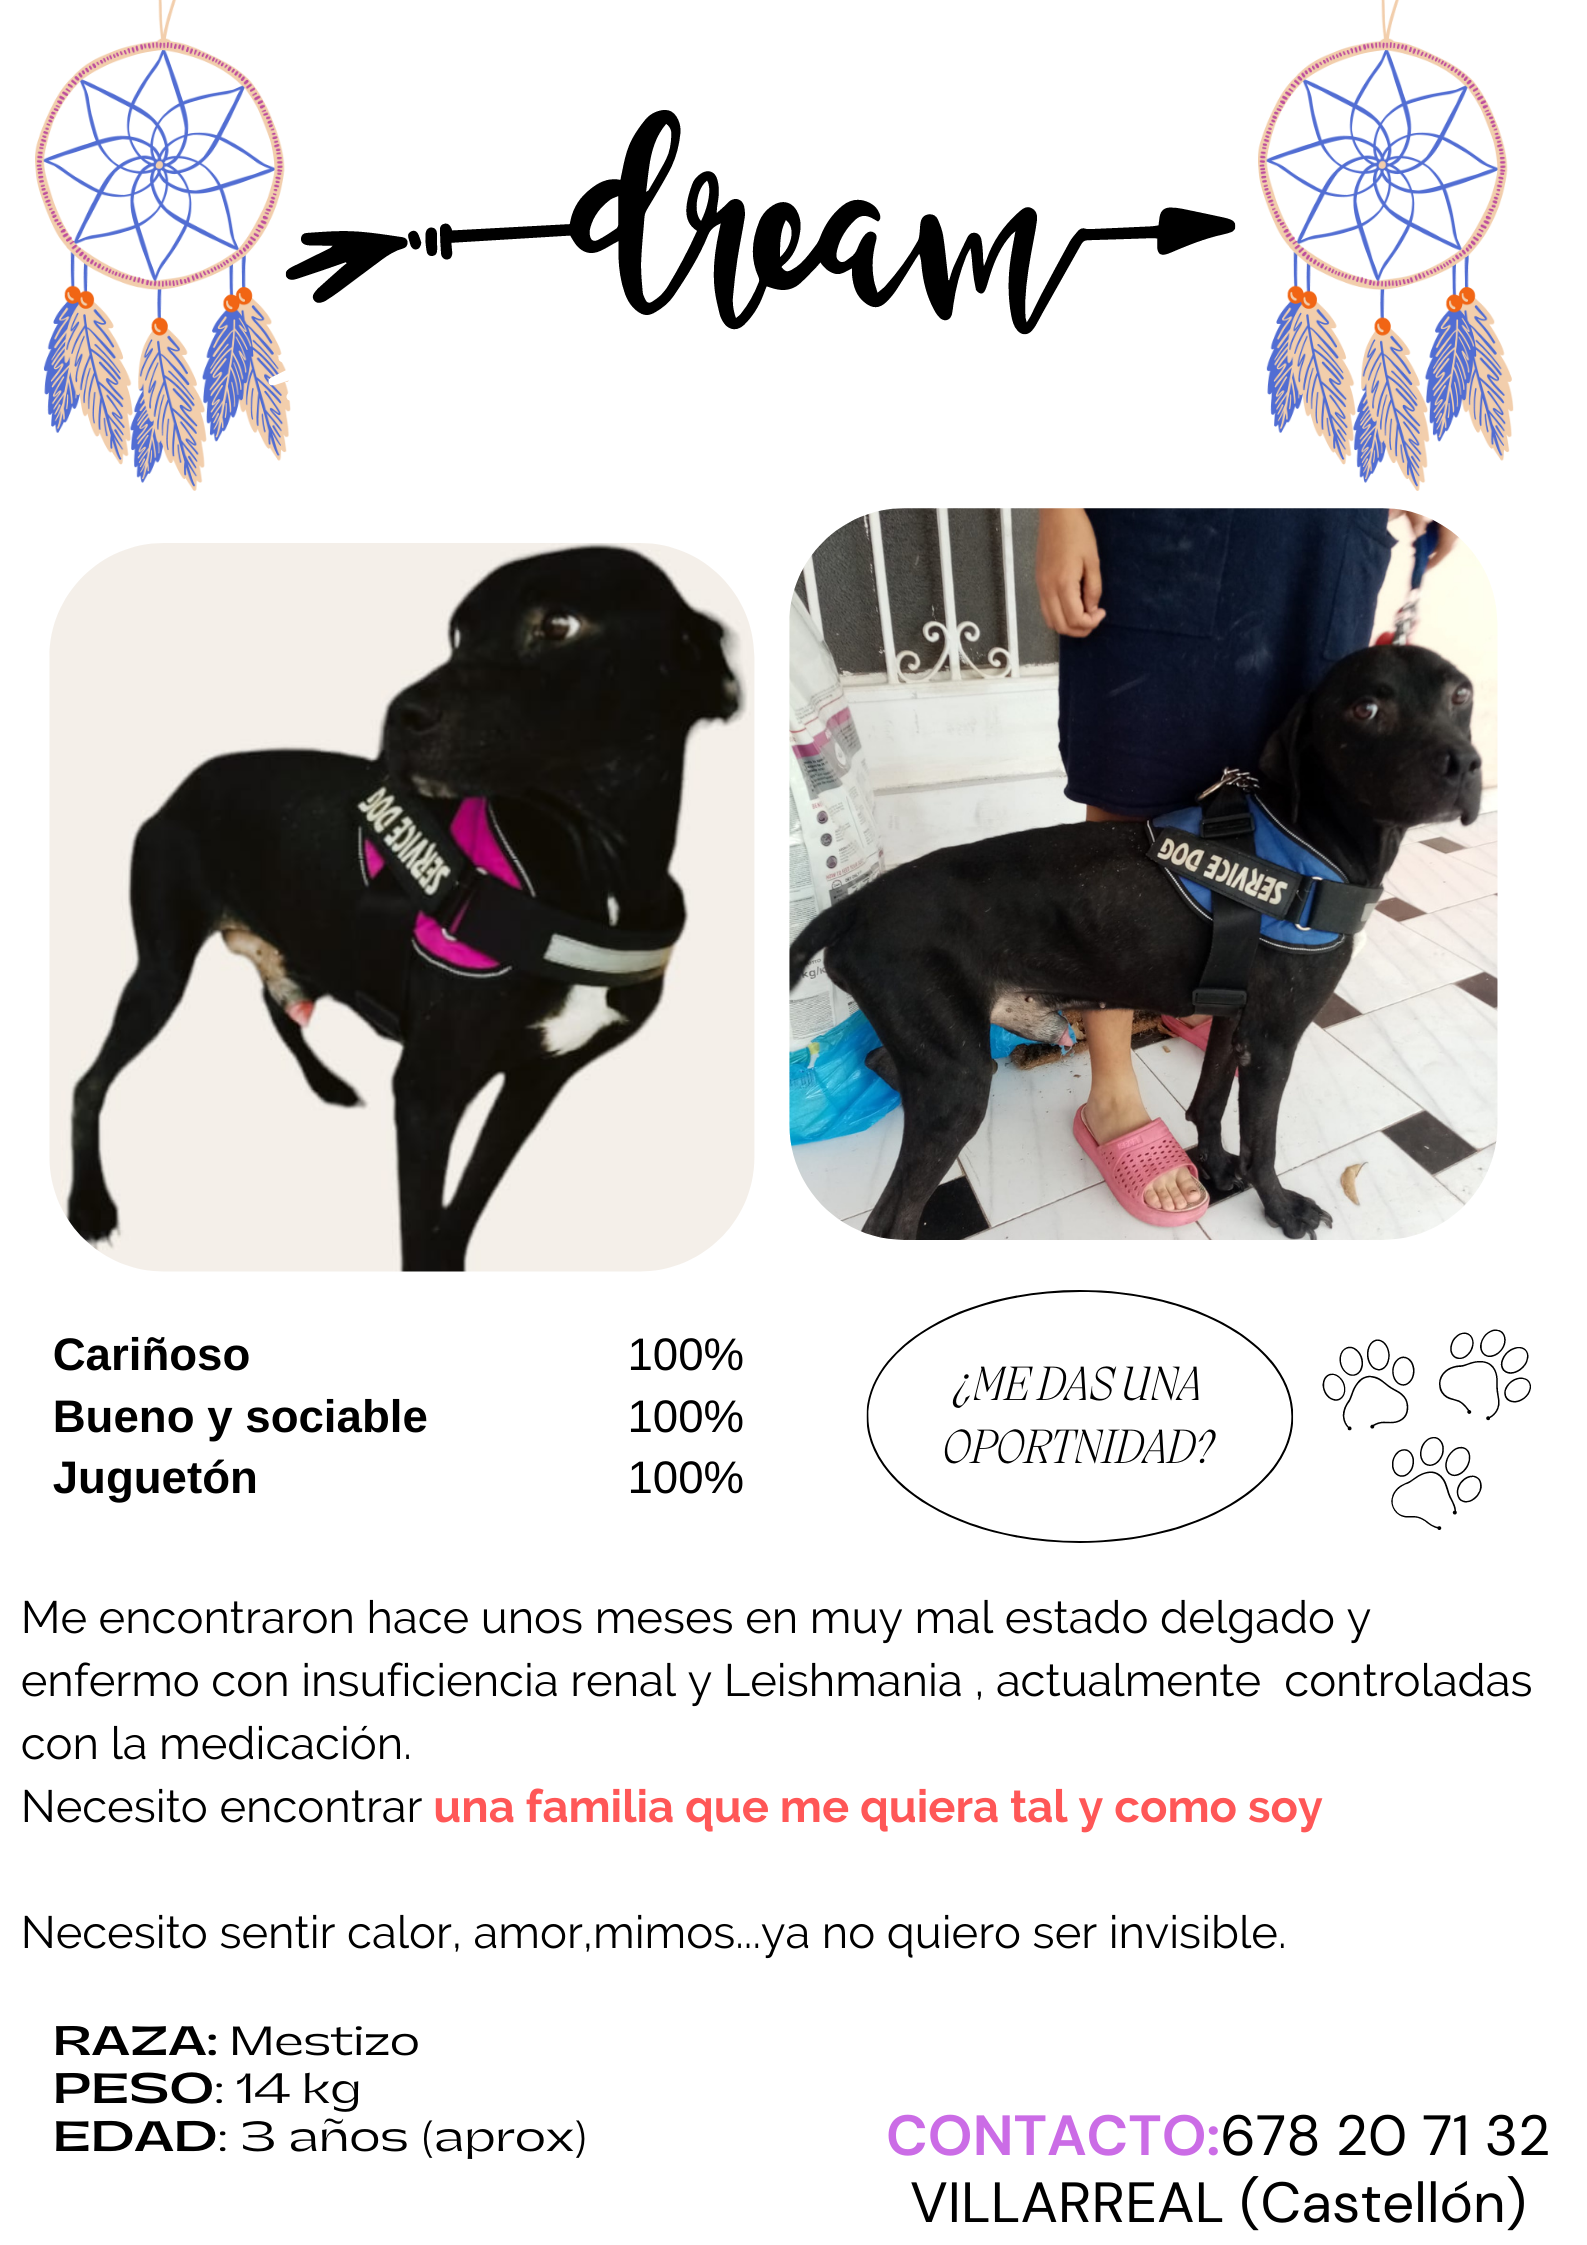 dream
SERVICE DOG
SERVICE DOG
Cariñoso 100%
Bueno y sociable 100%
Juguetón 100%
¿ME DAS UNA
OPORTNIDAD?
Me encontraron hace unos meses en muy mal estado delgado y
enfermo con insuficiencia renal y Leishmania , actualmente controladas
con la medicación.
Necesito encontrar una familia que me quiera tal y como soy
Necesito sentir calor, amor,mimos...ya no quiero ser invisible.
RAZA: Mestizo
PESO: 14 kg
EDAD: 3 años (aprox)
CONTACTO:678 20 71 32
VILLARREAL (Castellón)